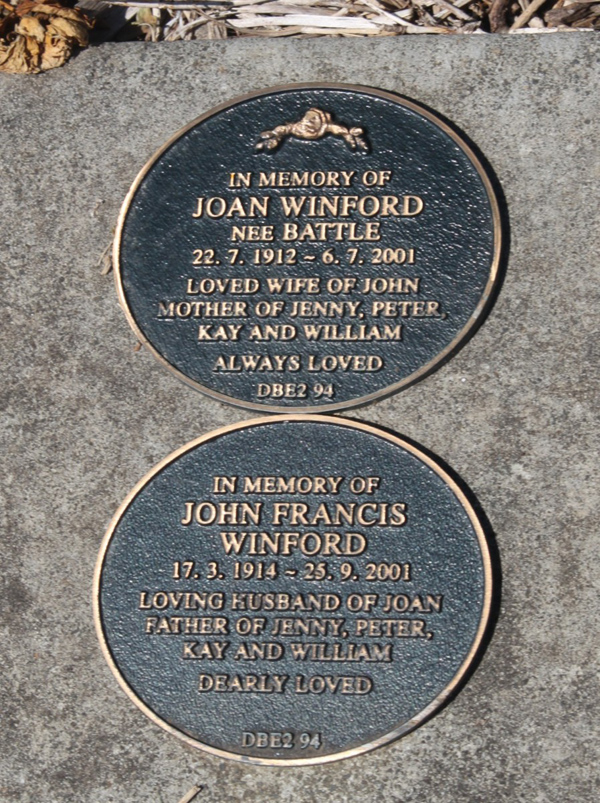 IN MEMORY OF
JOAN WINFORD
NEE BATTLE
22. 7. 1912 ~ 6. 7. 2001
LOVED WIFE OF JOHN
MOTHER OF JENNY, PETER,
KAY AND WILLIAM
ALWAYS LOVED
DBE2 94
IN MEMORY OF
JOHN FRANCIS
WINFORD
17. 3. 1914 ~ 25. 9. 2001
LOVING HUSBAND OF JOAN
FATHER OF JENNY, PETER,
KAY AND WILLIAM
DEARLY LOVED
DBE2 94